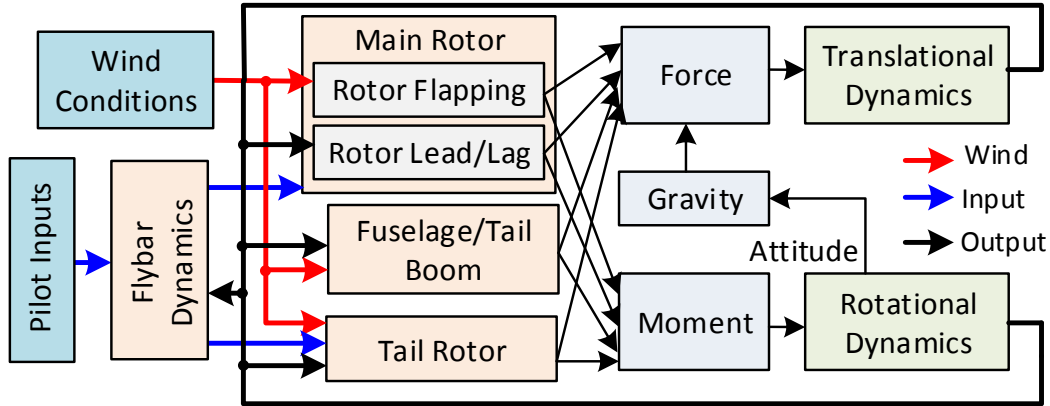 Wind
Conditions
Pilot Inputs
Flybar
Dynamics
Main Rotor
Rotor Flapping
Rotor Lead/Lag
Fuselage/Tail
Boom
Tail Rotor
Force
Gravity
Attitude
Moment
Translational
Dynamics
Wind
Input
Output
Rotational
Dynamics